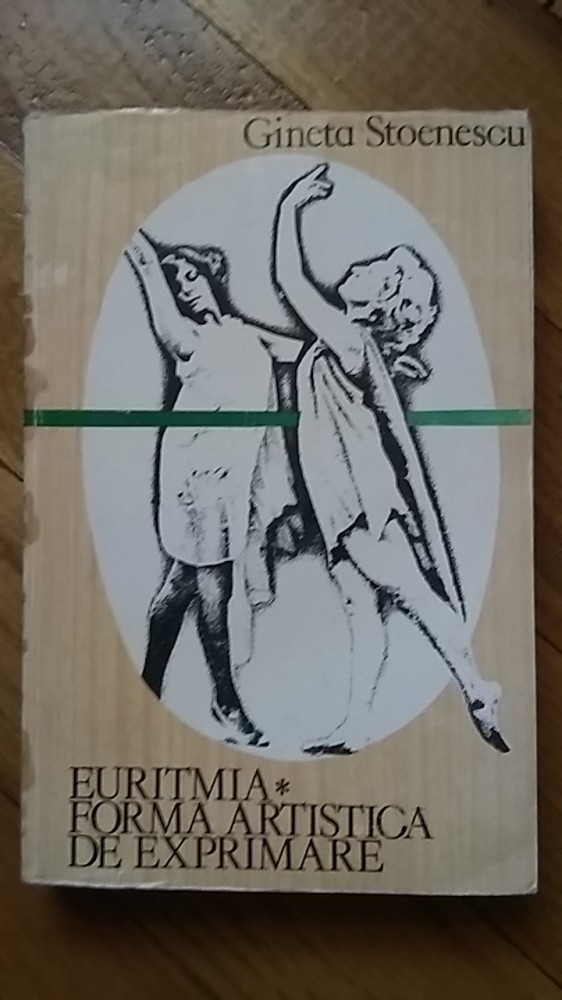 Gineta Stoenescu
EURITMIA*
FORMA ARTISTICA
DE EXPRIMARE